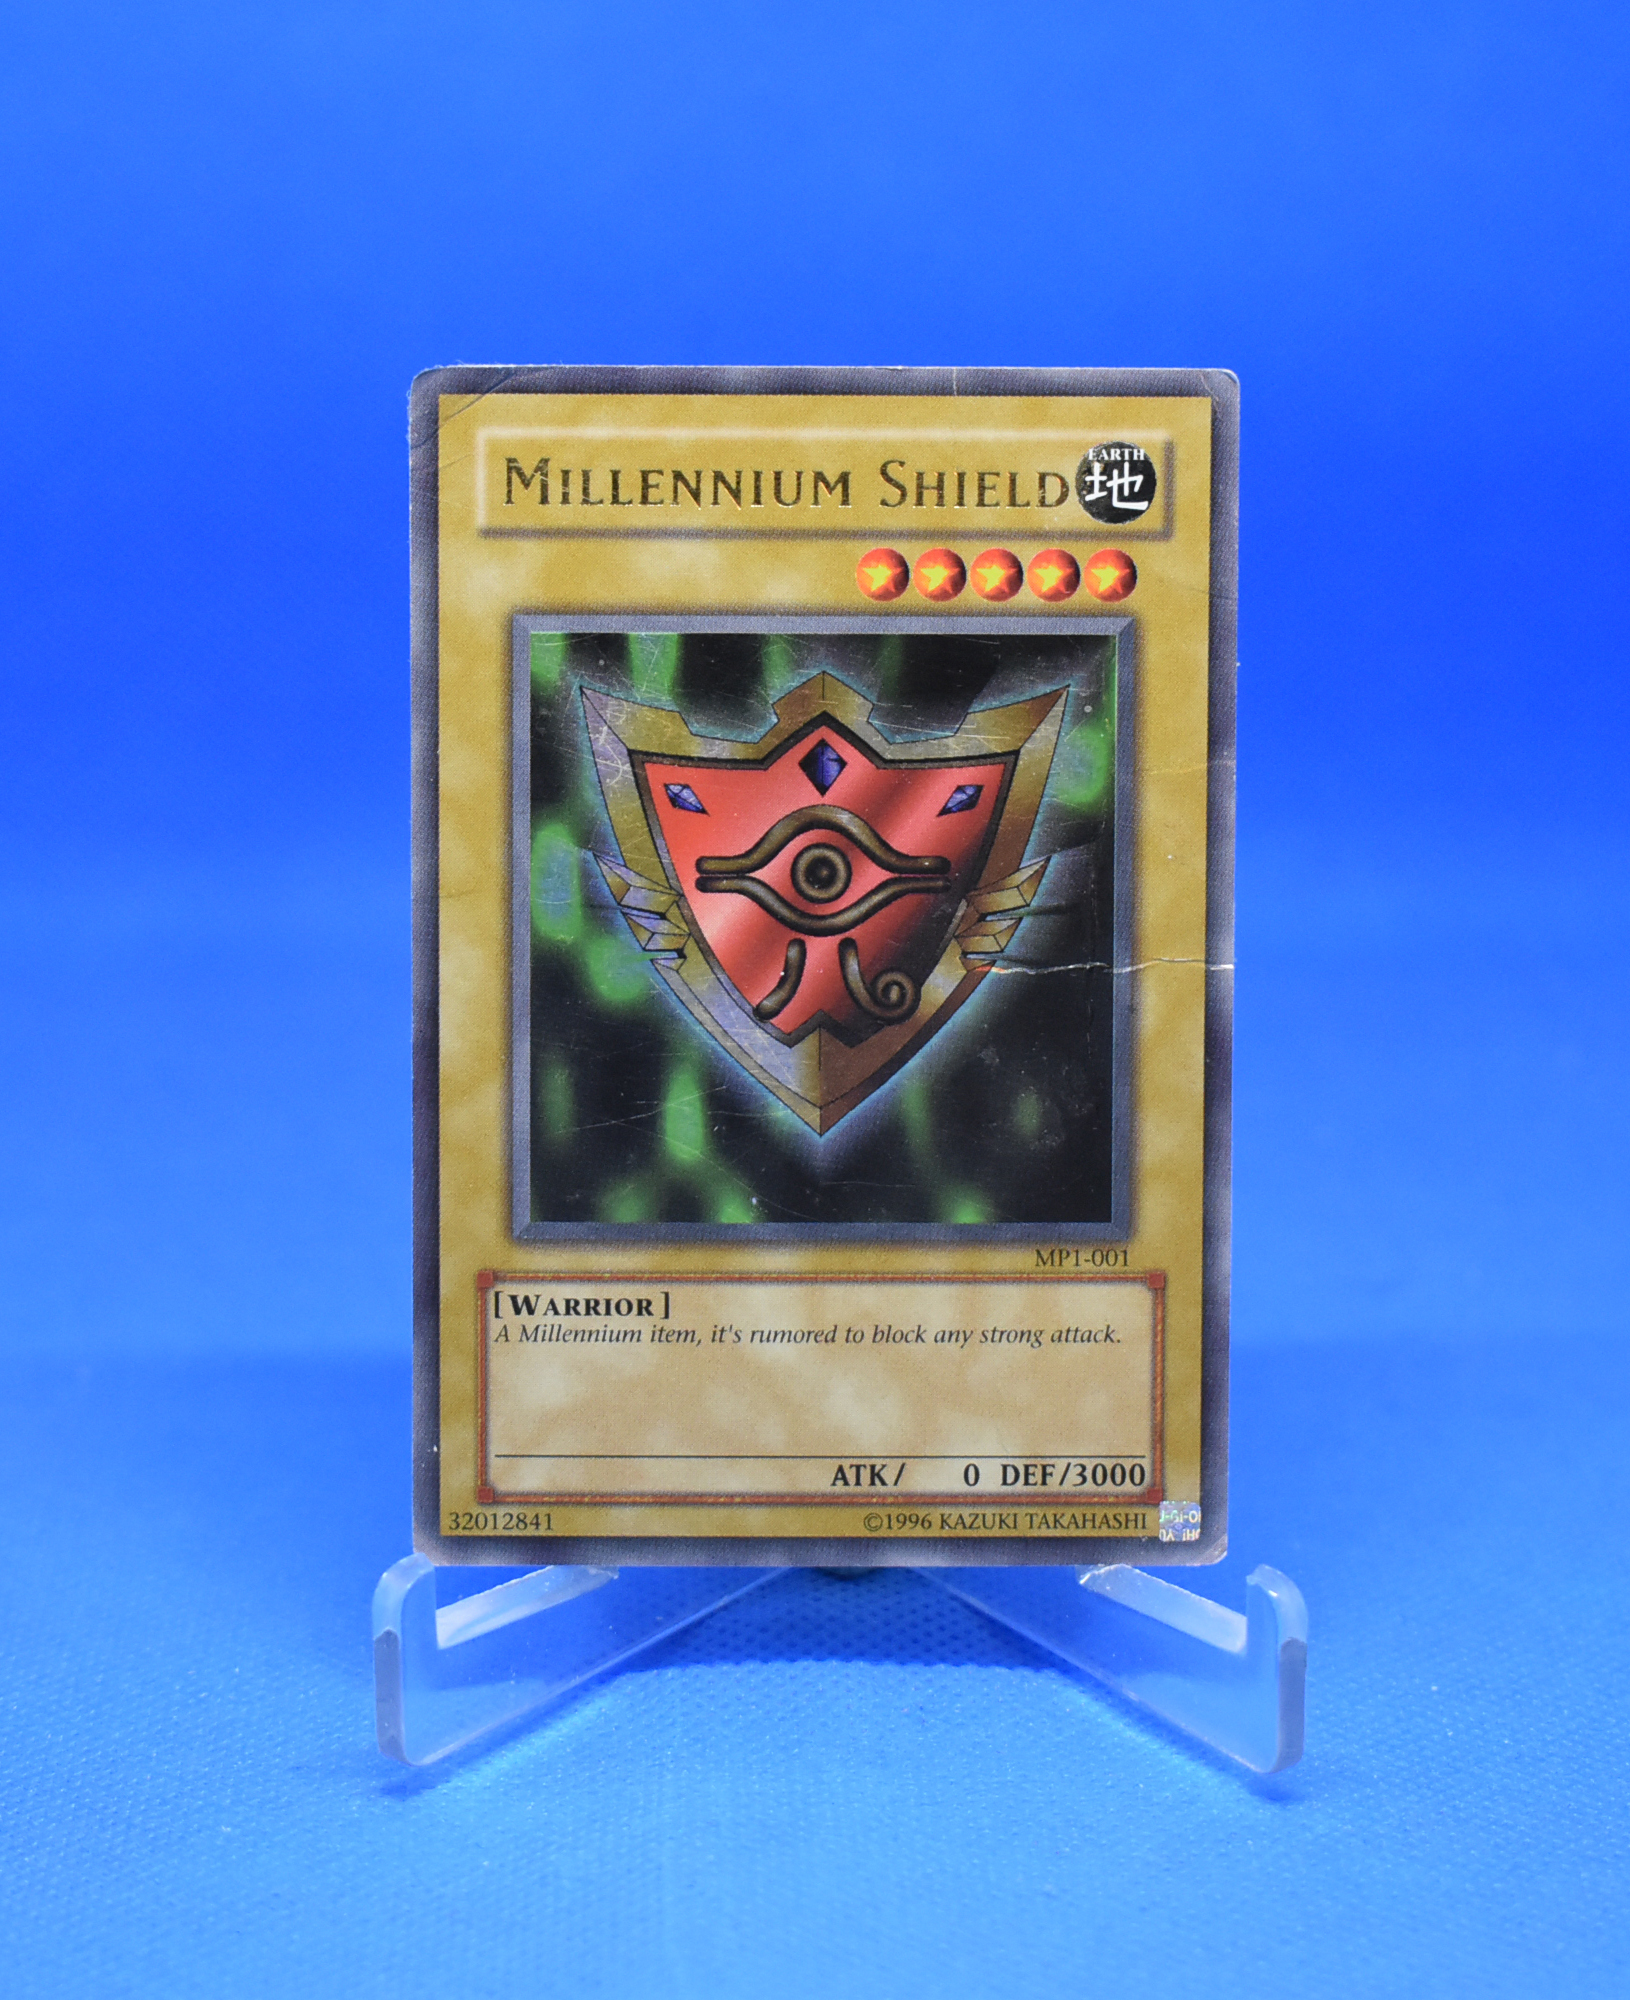 MILLENNIUM SHIELD
EARTH
地
MP1-001
[WARRIOR]
A Millennium item, it's rumored to block any strong attack.
ATK/ 0 DEF/3000
32012841
©1996 KAZUKI TAKAHASHI